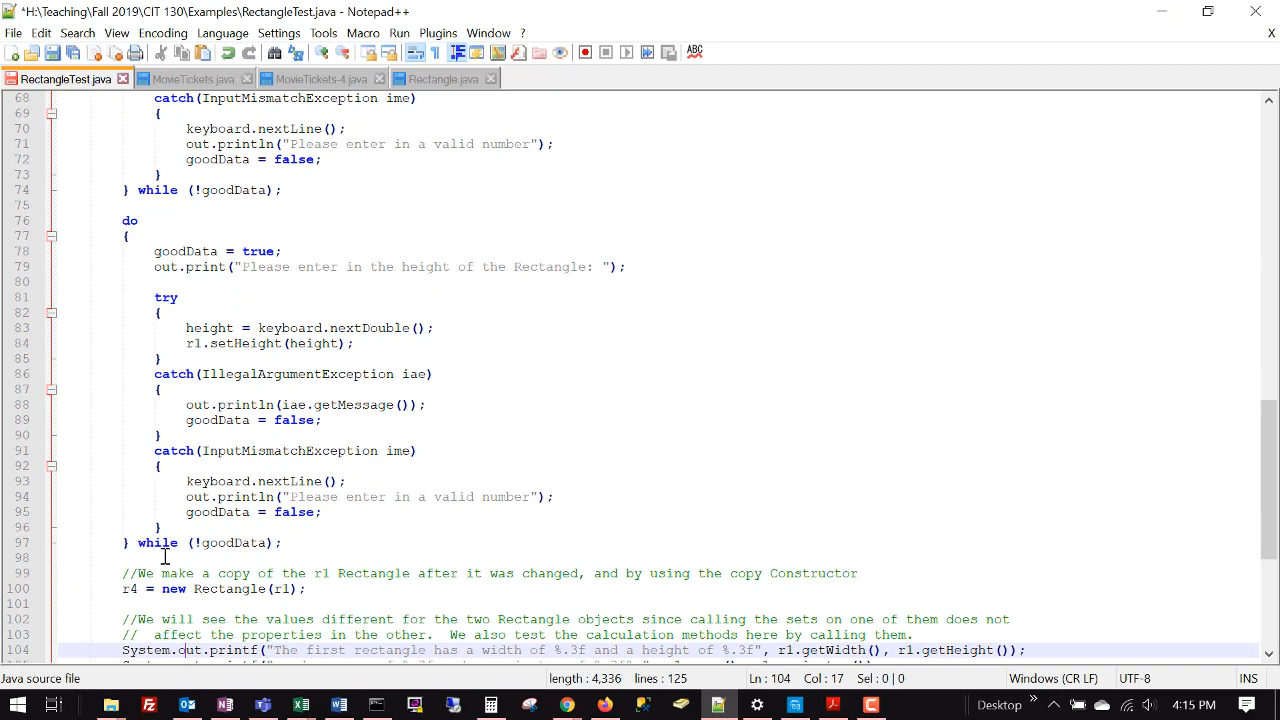 *H:\Teaching\Fall 2019\CIT 130\Examples\RectangleTest.java - Notepad++
File Edit Search View Encoding Language Settings Tools Macro Run Plugins Window ? X
RectangleTest.java MovieTickets.java MovieTickets-4.java Rectangle.java
68 catch(InputMismatchException ime)
69 {
70 keyboard.nextLine();
71 out.println("Please enter in a valid number");
72 goodData = false;
73 }
74 } while (!goodData);
75
76 do
77 {
78 goodData = true;
79 out.print("Please enter in the height of the Rectangle: ");
80
81 try
82 {
83 height = keyboard.nextDouble();
84 r1.setHeight(height);
85 }
86 catch(IllegalArgumentException iae)
87 {
88 out.println(iae.getMessage());
89 goodData = false;
90 }
91 catch(InputMismatchException ime)
92 {
93 keyboard.nextLine();
94 out.println("Please enter in a valid number");
95 goodData = false;
96 }
97 } while (!goodData);
98
99 //We make a copy of the r1 Rectangle after it was changed, and by using the copy Constructor
100 r4 = new Rectangle(r1);
101
102 //We will see the values different for the two Rectangle objects since calling the sets on one of them does not
103 // affect the properties in the other. We also test the calculation methods here by calling them.
104 System.out.printf("The first rectangle has a width of %.3f and a height of %.3f", r1.getWidth(), r1.getHeight());
Java source file length : 4,336 lines : 125 Ln : 104 Col : 17 Sel : 0 | 0 Windows (CR LF) UTF-8 INS
Desktop 4:15 PM